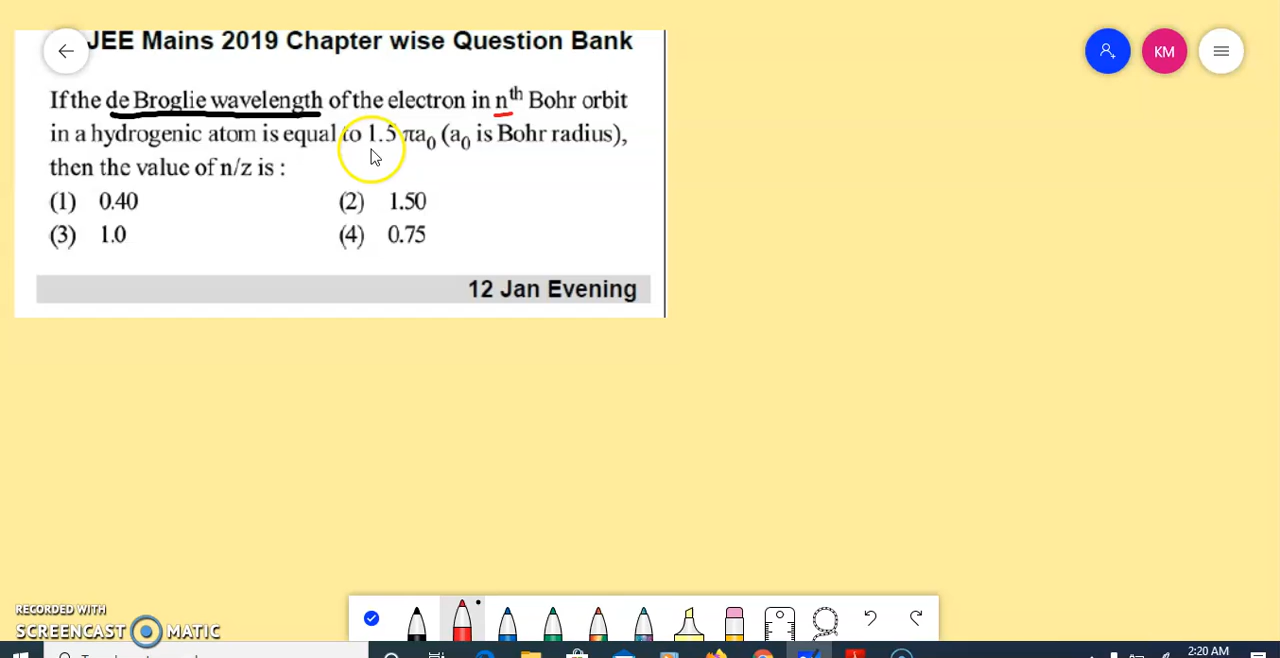 JEE Mains 2019 Chapter wise Question Bank
KM
If the de Broglie wavelength of the electron in nth Bohr orbit
in a hydrogenic atom is equal to 1.5 πa0 (a0 is Bohr radius),
then the value of n/z is :
(1) 0.40 (2) 1.50
(3) 1.0 (4) 0.75
12 Jan Evening
RECORDED WITH
SCREENCAST MATIC
2:20 AM